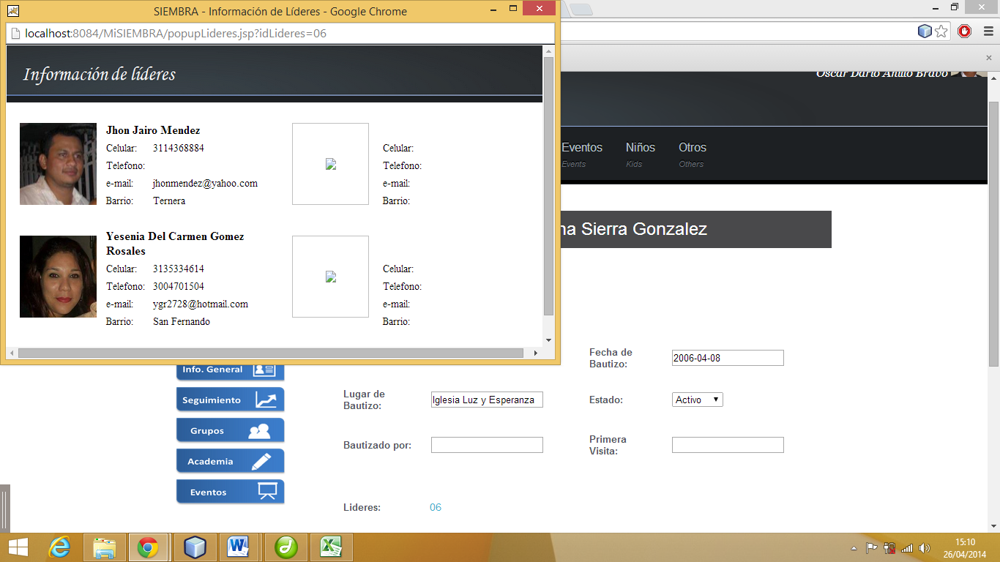 SIEMBRA - Información de Líderes - Google Chrome
localhost:8084/MiSIEMBRA/popupLideres.jsp?idLideres=06
Información de líderes
Jhon Jairo Mendez
Celular: 3114368884
Telefono:
e-mail: jhonmendez@yahoo.com
Barrio: Ternera
Celular:
Telefono:
e-mail:
Barrio:
Yesenia Del Carmen Gomez
Rosales
Celular: 3135334614
Telefono: 3004701504
e-mail: ygr2728@hotmail.com
Barrio: San Fernando
Celular:
Telefono:
e-mail:
Barrio:
Oscar Dario Anillo Bravo
Eventos Niños Otros
Events Kids Others
na Sierra Gonzalez
Info. General
Seguimiento
Grupos
Academia
Eventos
Fecha de
Bautizo: 2006-04-08
Lugar de
Bautizo: Iglesia Luz y Esperanza
Estado: Activo
Bautizado por:
Primera
Visita:
Lideres: 06
15:10
26/04/2014